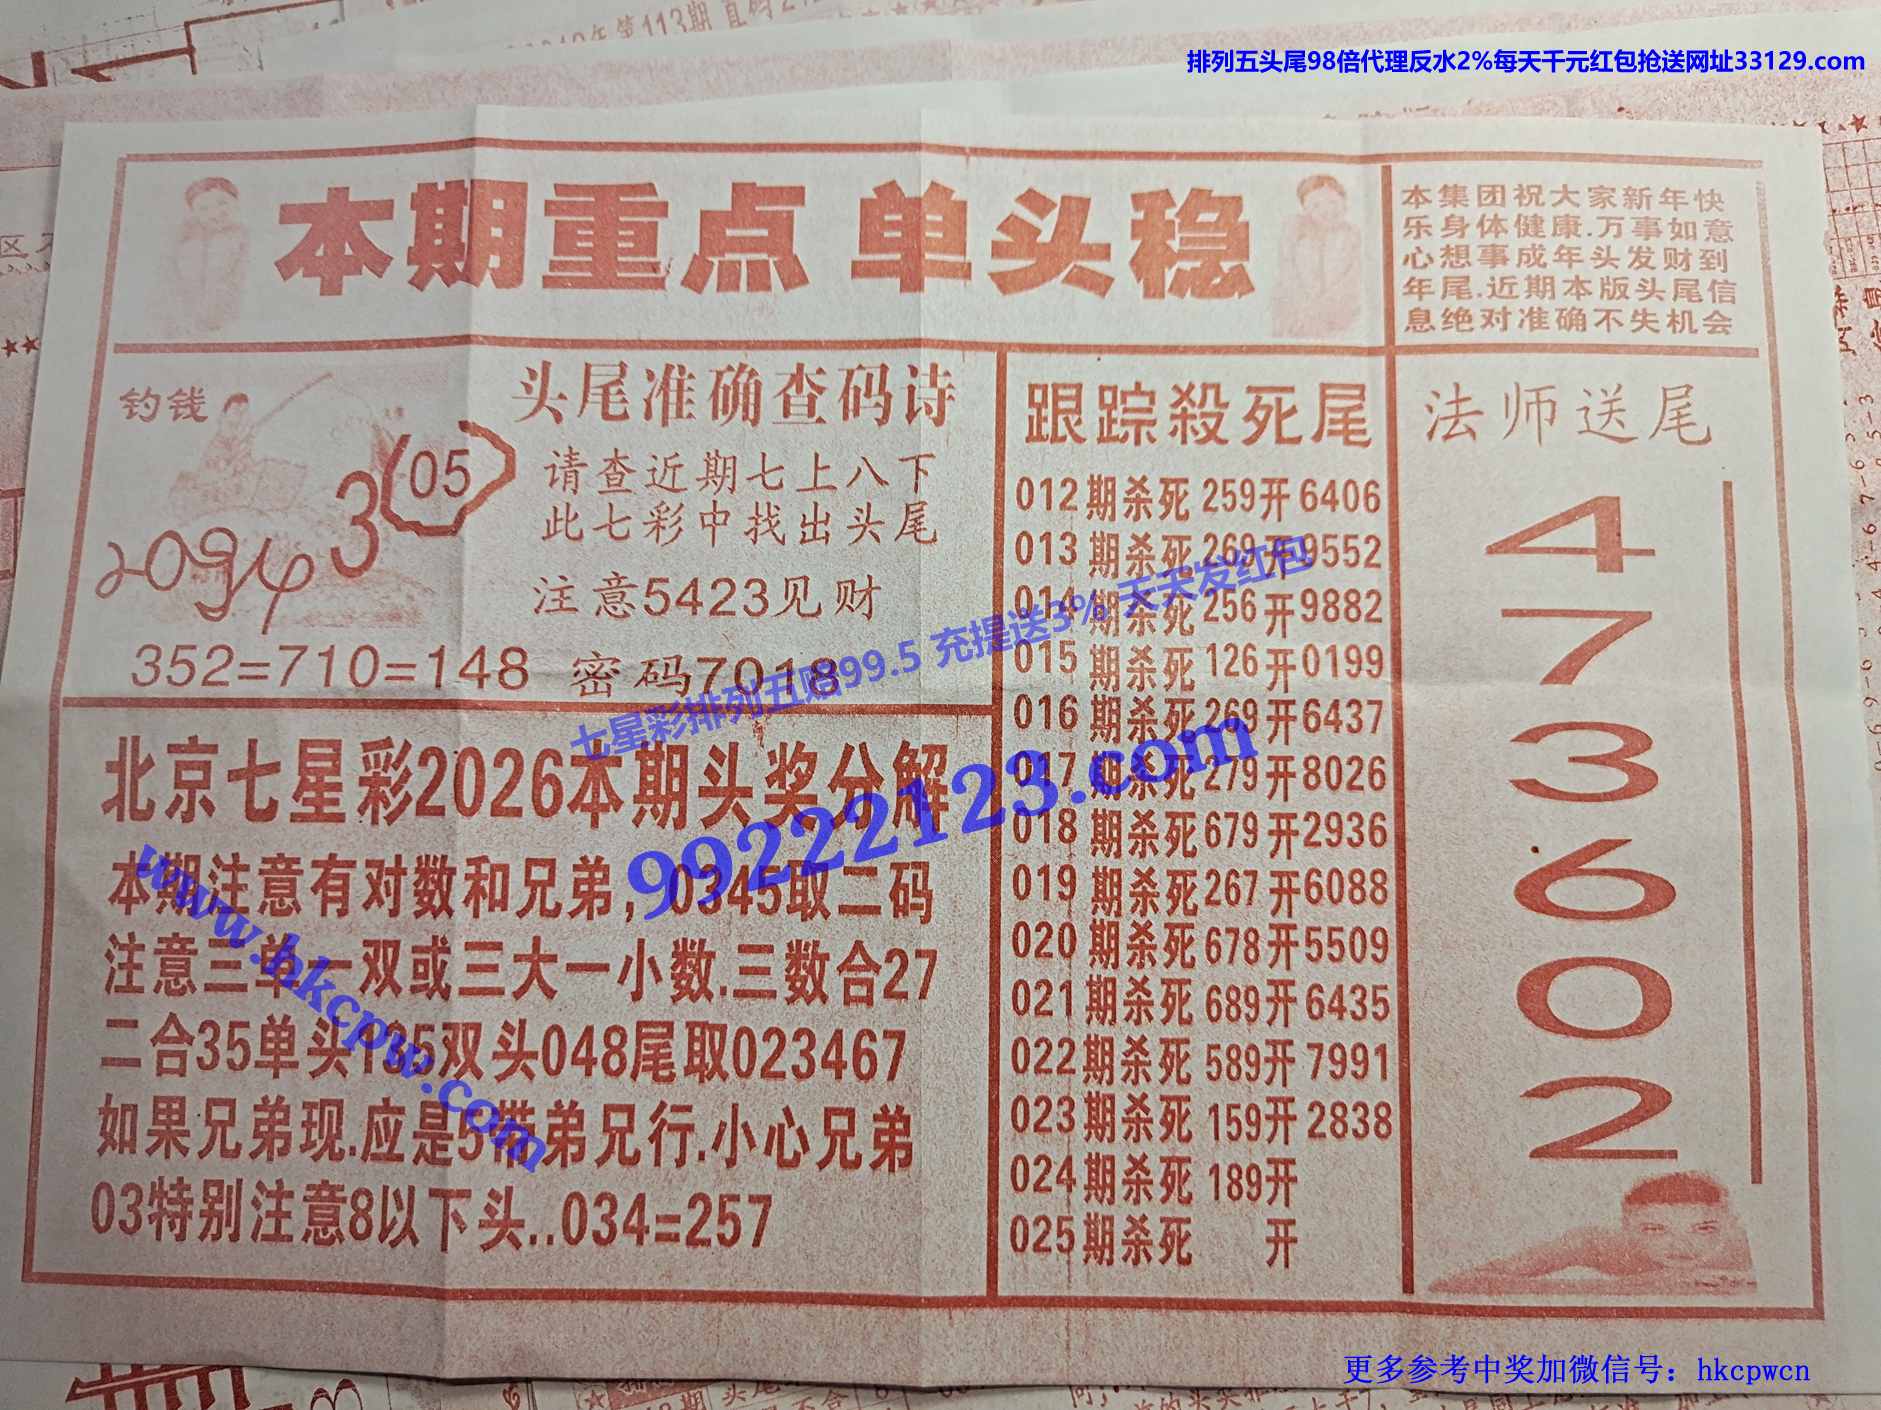 排列五头尾98倍代理反水2%每天千元红包抢送网址33129.com
本期重点 单头稳
本集团祝大家新年快
乐身体健康.万事如意
心想事成年头发财到
年尾.近期本版头尾信
息绝对准确不失机会
钓钱
3(05)
头尾准确查码诗
请查近期七上八下
此七彩中找出头尾
注意5423见财
352=710=148 密码7018
跟踪殺死尾
012期杀死259开6406
013期杀死269开9552
014期杀死256开9882
015期杀死126开0199
016期杀死269开6437
017期杀死279开8026
018期杀死679开2936
019期杀死267开6088
020期杀死678开5509
021期杀死689开6435
022期杀死589开7991
023期杀死159开2838
024期杀死189开
025期杀死 开
法师送尾
4
7
3
6
0
2
北京七星彩2026本期头奖分解
本期注意有对数和兄弟,0345取二码
注意三单一双或三大一小数.三数合27
二合35单头135双头048尾取023467
如果兄弟现.应是5带弟兄行.小心兄弟
03特别注意8以下头..034=257
七星彩排列五赔99.5 充提送3% 天天发红包
99222123.com
www.hkcpw.com
更多参考中奖加微信号：hkcpwcn